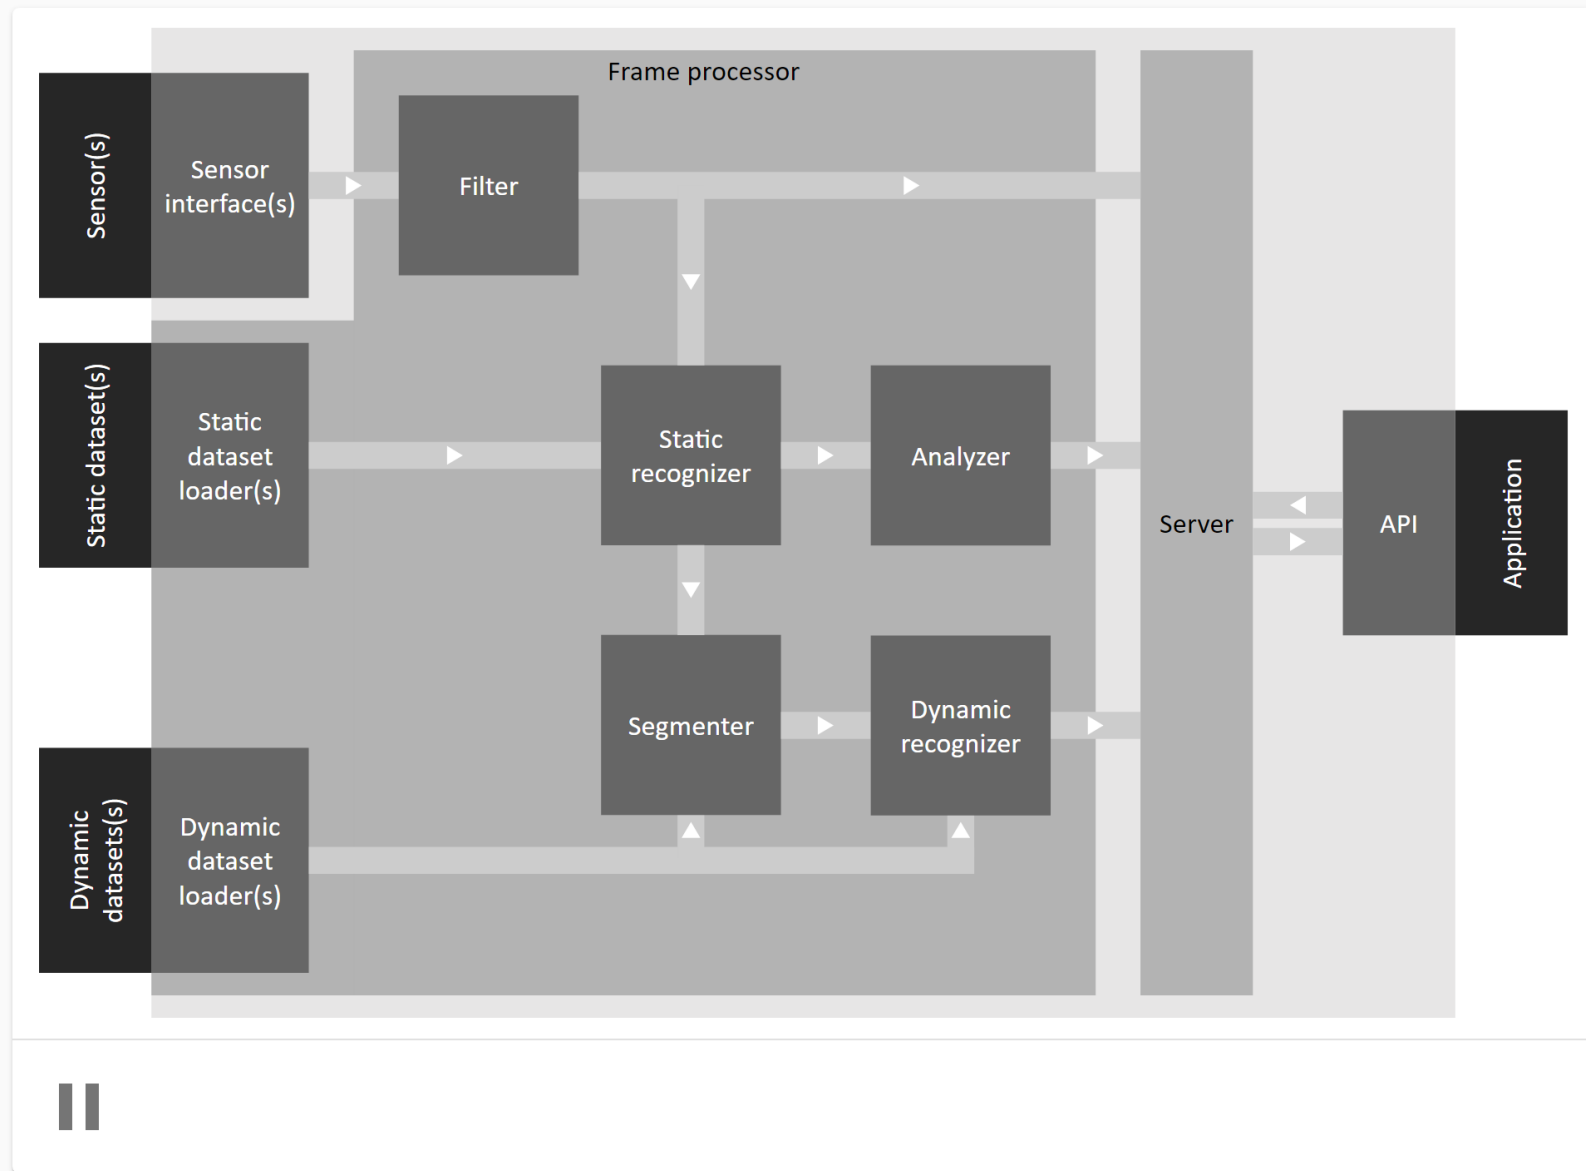 Frame processor
Sensor(s)
Sensor
interface(s)
Filter
Static dataset(s)
Static
dataset
loader(s)
Static
recognizer
Analyzer
Server
API
Application
Segmenter
Dynamic
recognizer
Dynamic
datasets(s)
Dynamic
dataset
loader(s)